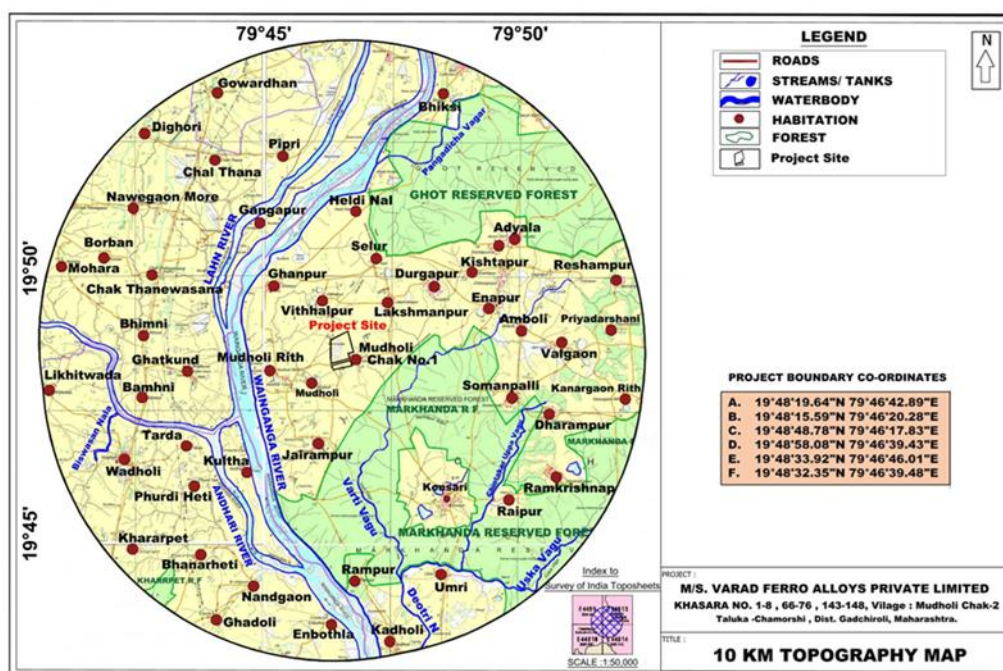 79°45'
79°50'
Gowardhan
Bhiksi
Dighori
Pangadicha Vagar
Pipri
Chal Thana
GHOT RESERVED FOREST
Nawegaon More
Heldi Nal
Gangapur
LAHN RIVER
Adyala
Borban
Selur
Kishtapur
19°50'
Mohara
Ghanpur
Durgapur
Reshampur
Chak Thanewasana
Vithhalpur
Lakshmanpur
Enapur
Bhimni
Project Site
Amboli
Priyadarshani
Ghatkund
Mudholi Rith
Mudholi
Chak No.1
Valgaon
Likhitwada
Bamhni
Mudholi
WAINGANGA RIVER
Somanpalli
Kanargaon Rith
MARKHANDA RESERVED FOREST
MARKHANDA R F
Biswasan Nala
Tarda
Dharampur
MARKHANDA
Wadholi
Kultha
Jairampur
Varti Vagu
Konsari
Ramkrishnap
Phurdi Heti
Raipur
ANDHARI RIVER
MARKHANDA RESERVED FORES
19°45'
Khararpet
Bhanarheti
KHARRPET R.F
Rampur
Umri
Uska Vagu
Nandgaon
Deotri N
Ghadoli
Enbothla
Kadholi
LEGEND
N
ROADS
STREAMS/ TANKS
WATERBODY
HABITATION
FOREST
Project Site
PROJECT BOUNDARY CO-ORDINATES
A. 19°48'19.64"N 79°46'42.89"E
B. 19°48'15.59"N 79°46'20.28"E
C. 19°48'48.78"N 79°46'17.83"E
D. 19°48'58.08"N 79°46'39.43"E
E. 19°48'33.92"N 79°46'46.01"E
F. 19°48'32.35"N 79°46'39.48"E
Index to
Survey of India Toposheets
SCALE :1:50,000
PROJECT :
M/S. VARAD FERRO ALLOYS PRIVATE LIMITED
KHASARA NO. 1-8 , 66-76 , 143-148, Vilage : Mudholi Chak-2
Taluka -Chamorshi , Dist. Gadchiroli, Maharashtra.
TITLE :
10 KM TOPOGRAPHY MAP